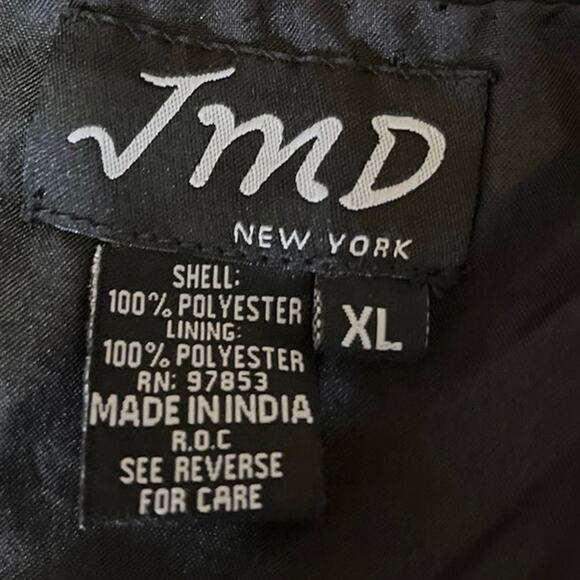 JMD
NEW YORK
XL
SHELL:
100% POLYESTER
LINING:
100% POLYESTER
RN: 97853
MADE IN INDIA
R.O.C
SEE REVERSE
FOR CARE